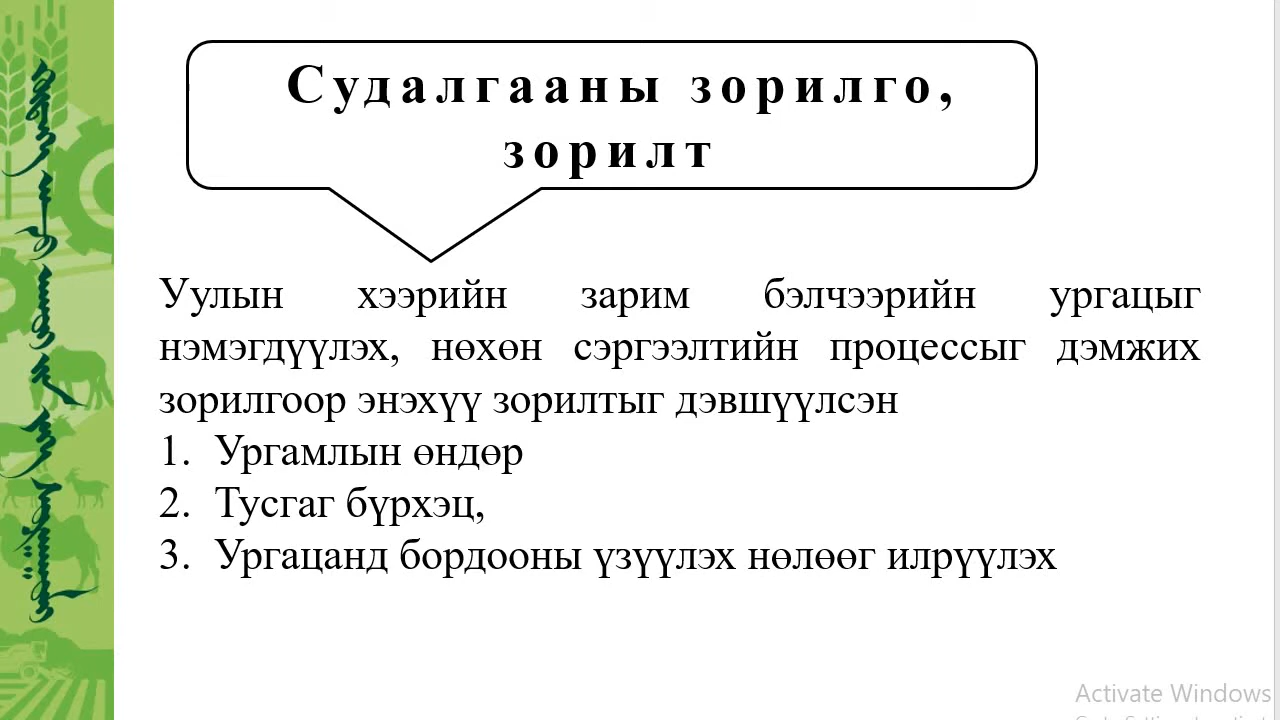 Судалгааны зорилго,
зорилт
Уулын хээрийн зарим бэлчээрийн ургацыг
нэмэгдүүлэх, нөхөн сэргээлтийн процессыг дэмжих
зорилгоор энэхүү зорилтыг дэвшүүлсэн
1. Ургамлын өндөр
2. Тусгаг бүрхэц,
3. Ургацанд бордооны үзүүлэх нөлөөг илрүүлэх
Activate Windows